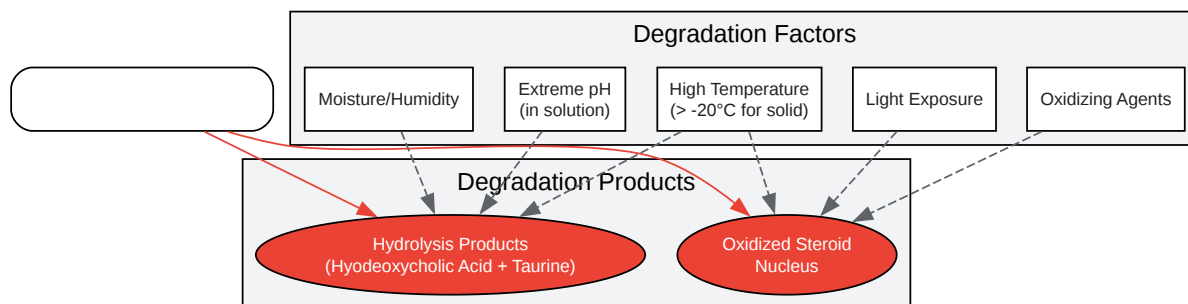 Degradation Factors
Moisture/Humidity
Extreme pH
(in solution)
High Temperature
(> -20°C for solid)
Light Exposure
Oxidizing Agents
Degradation Products
Hydrolysis Products
(Hyodeoxycholic Acid + Taurine)
Oxidized Steroid
Nucleus